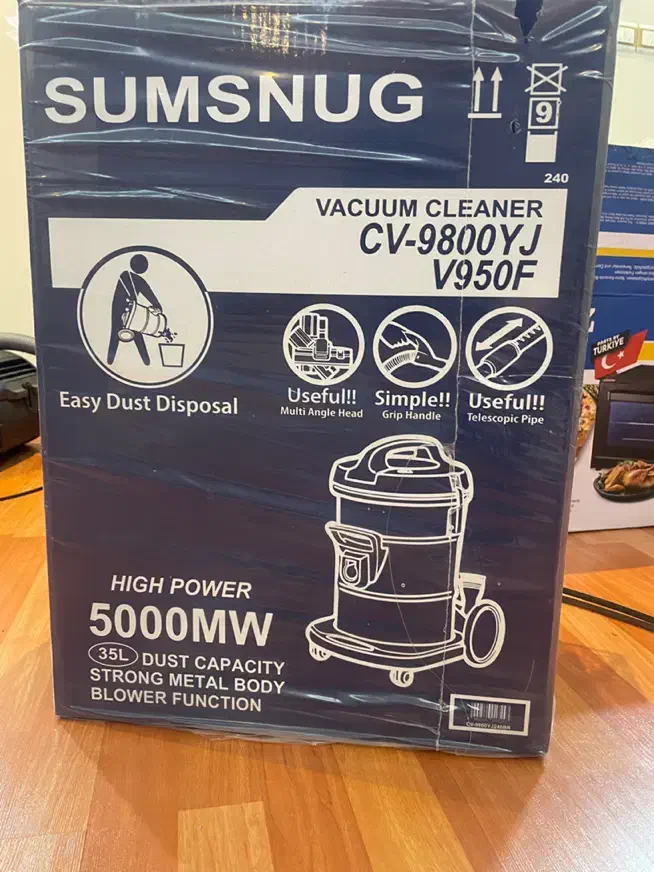 SUMSNUG
9
240
VACUUM CLEANER
CV-9800YJ
V950F
Easy Dust Disposal
Useful!!
Multi Angle Head
Simple!!
Grip Handle
Useful!!
Telescopic Pipe
HIGH POWER
5000MW
35L DUST CAPACITY
STRONG METAL BODY
BLOWER FUNCTION
TÜRKİYE